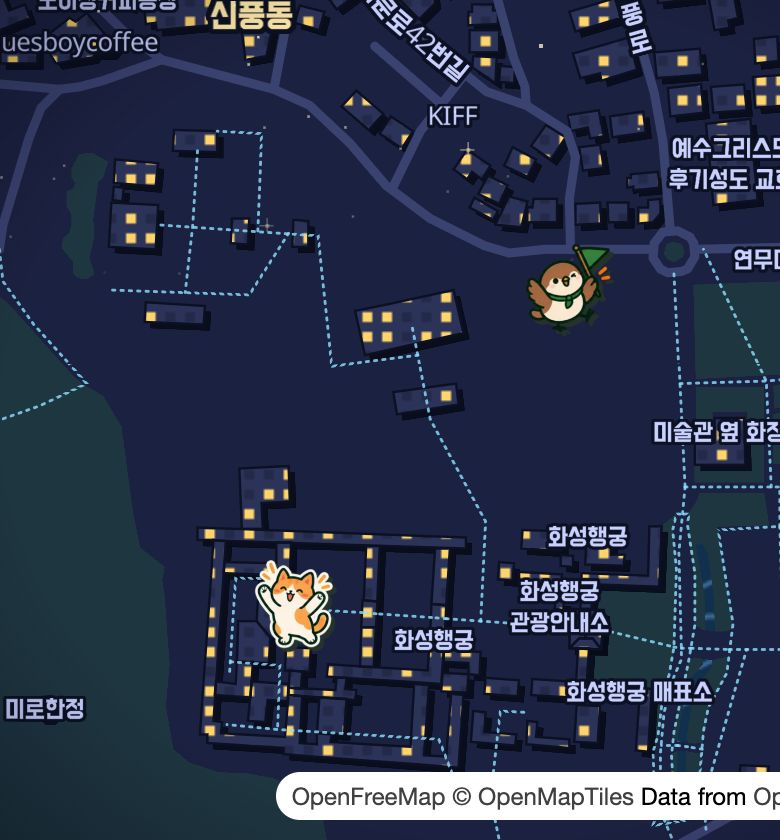 신풍동
uesboycoffee
로42번길
KIFF
예수그리스도
후기성도 교회
연무대
미술관 옆 화장
화성행궁
화성행궁
관광안내소
화성행궁
화성행궁 매표소
미로한정
OpenFreeMap © OpenMapTiles Data from Op